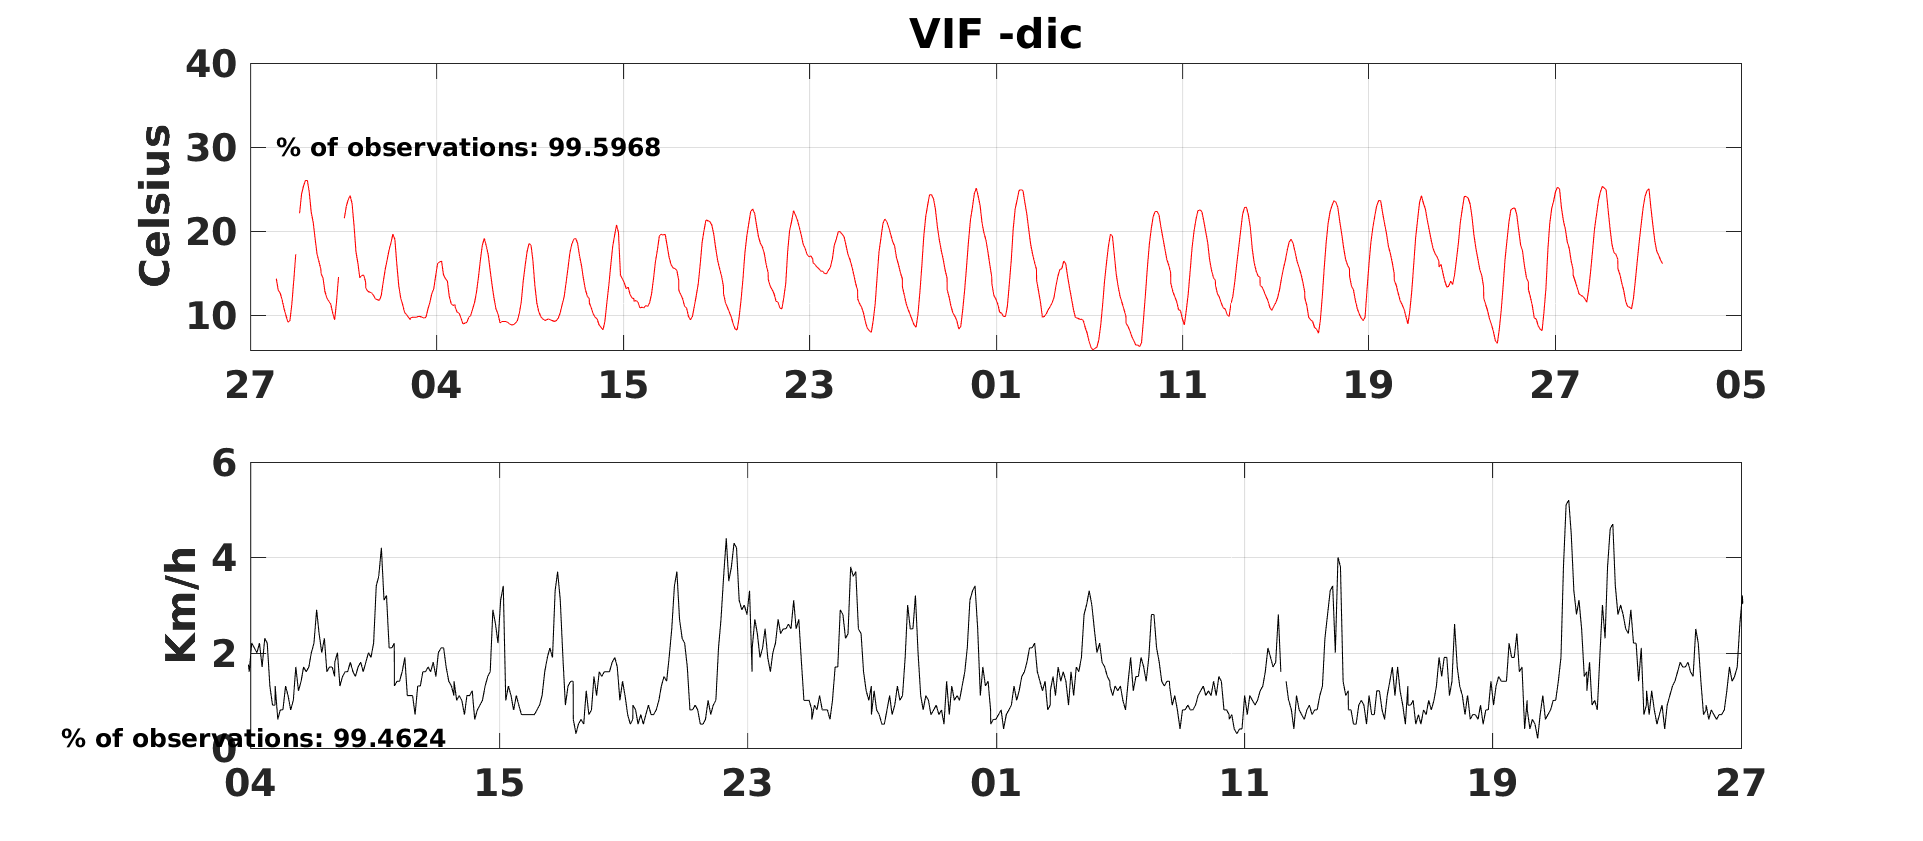 VIF -dic
Celsius
40
30
20
10
% of observations: 99.5968
27 04 15 23 01 11 19 27 05
Km/h
6
4
2
0
% of observations: 99.4624
04 15 23 01 11 19 27